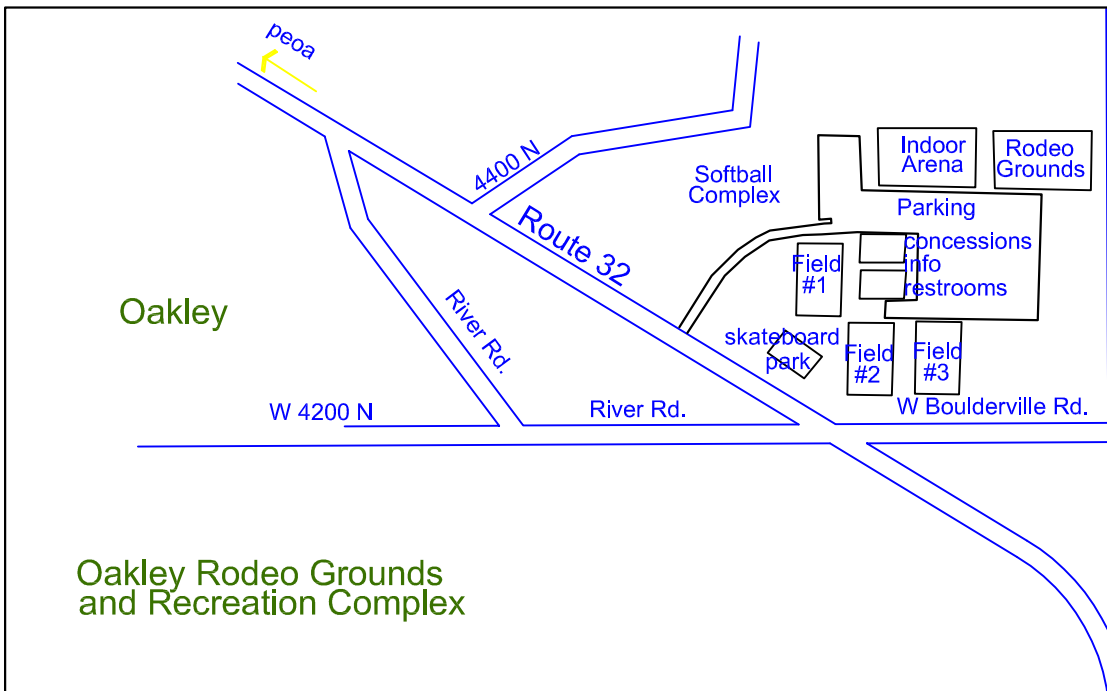 peoa
4400 N
Indoor
Arena
Rodeo
Grounds
Softball
Complex
Parking
Route 32
concessions
info
restrooms
Field
#1
Oakley
River Rd.
skateboard
park
Field
#2
Field
#3
W 4200 N
River Rd.
W Boulderville Rd.
Oakley Rodeo Grounds
and Recreation Complex